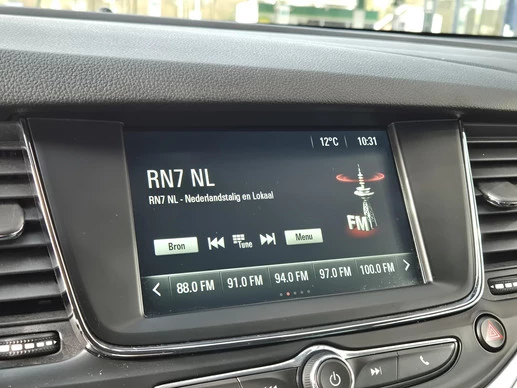 12°C 10:31
RN7 NL
RN7 NL - Nederlandstalig en Lokaal
FM
Bron Tone Menu
88.0 FM 91.0 FM 94.0 FM 97.0 FM 100.0 FM